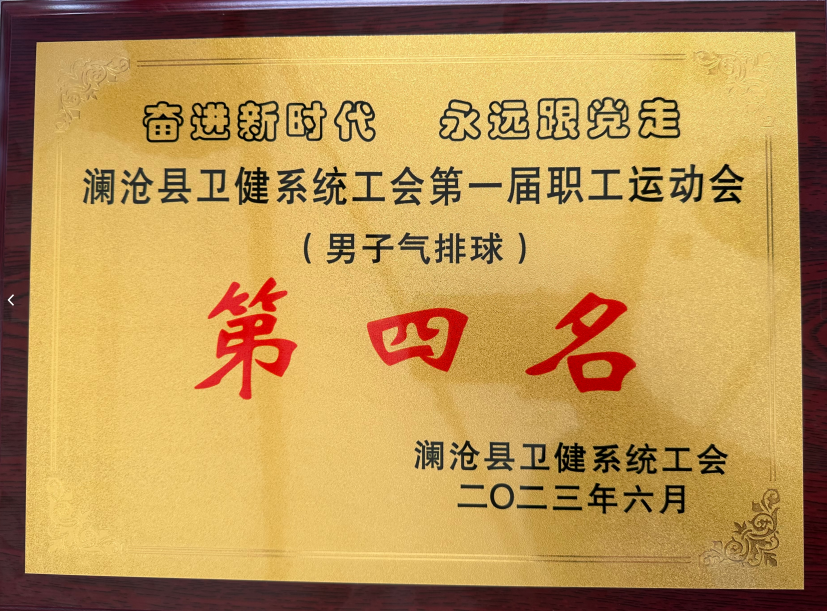 奋进新时代 永远跟党走
澜沧县卫健系统工会第一届职工运动会
（男子气排球）
第四名
澜沧县卫健系统工会
二〇二三年六月